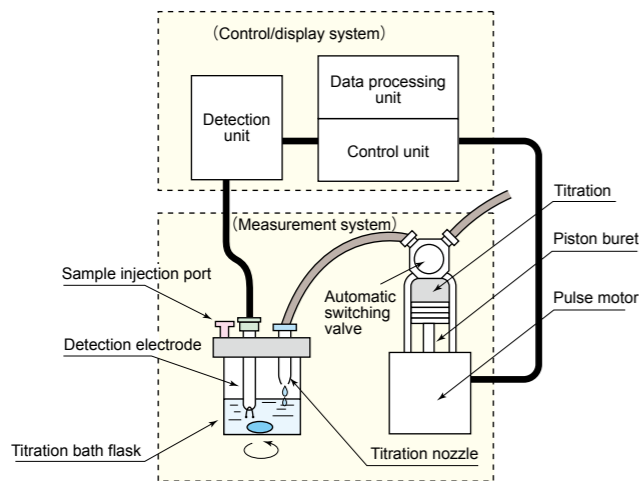 (Control/display system)
Data processing
unit
Detection
unit
Control unit
(Measurement system)
Titration
Piston buret
Sample injection port
Automatic
switching
valve
Pulse motor
Detection electrode
Titration bath flask
Titration nozzle